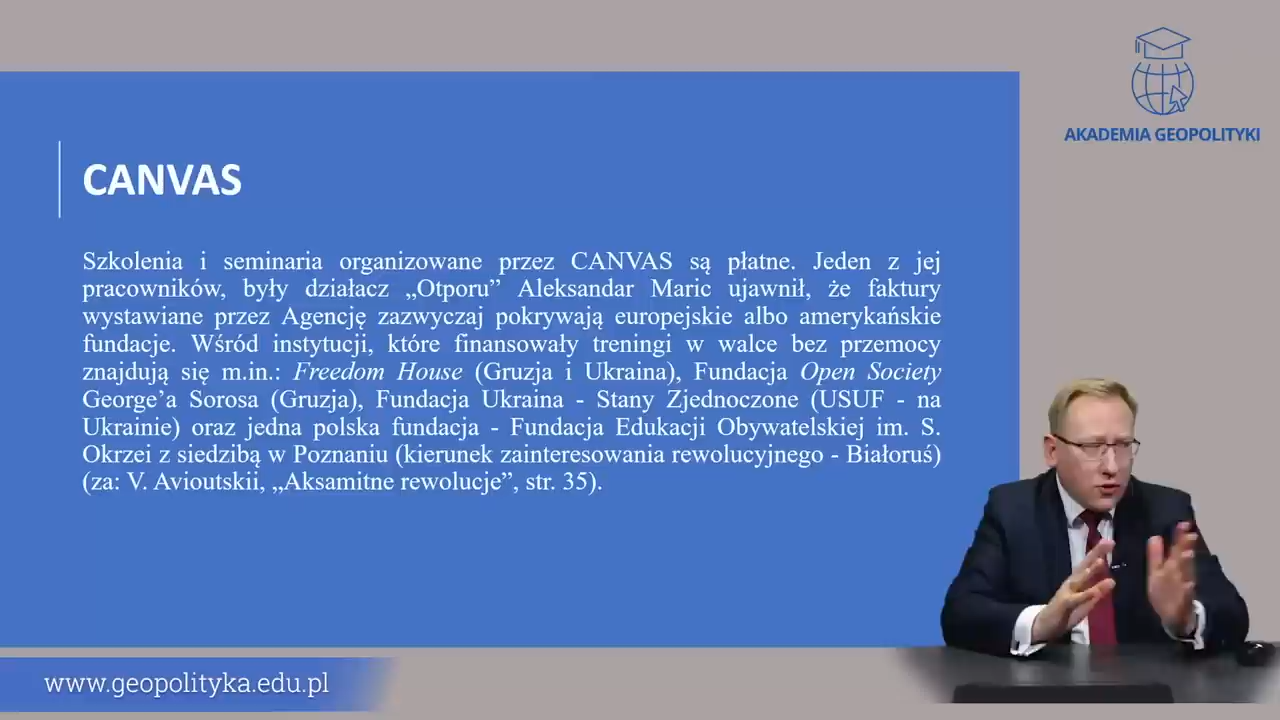 AKADEMIA GEOPOLITYKI
CANVAS
Szkolenia i seminaria organizowane przez CANVAS są płatne. Jeden z jej
pracowników, były działacz „Otporu” Aleksandar Maric ujawnił, że faktury
wystawiane przez Agencję zazwyczaj pokrywają europejskie albo amerykańskie
fundacje. Wśród instytucji, które finansowały treningi w walce bez przemocy
znajdują się m.in.: Freedom House (Gruzja i Ukraina), Fundacja Open Society
George’a Sorosa (Gruzja), Fundacja Ukraina - Stany Zjednoczone (USUF - na
Ukrainie) oraz jedna polska fundacja - Fundacja Edukacji Obywatelskiej im. S.
Okrzei z siedzibą w Poznaniu (kierunek zainteresowania rewolucyjnego - Białoruś)
(za: V. Avioutskii, „Aksamitne rewolucje”, str. 35).
www.geopolityka.edu.pl